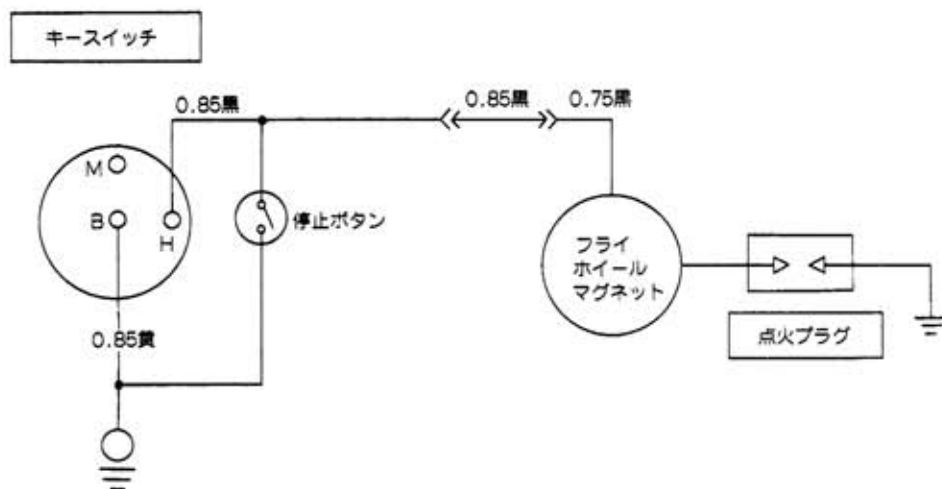 キースイッチ
0.85黒
0.85黒
0.75黒
M
B
H
停止ボタン
フライ
ホイール
マグネット
0.85黄
点火プラグ